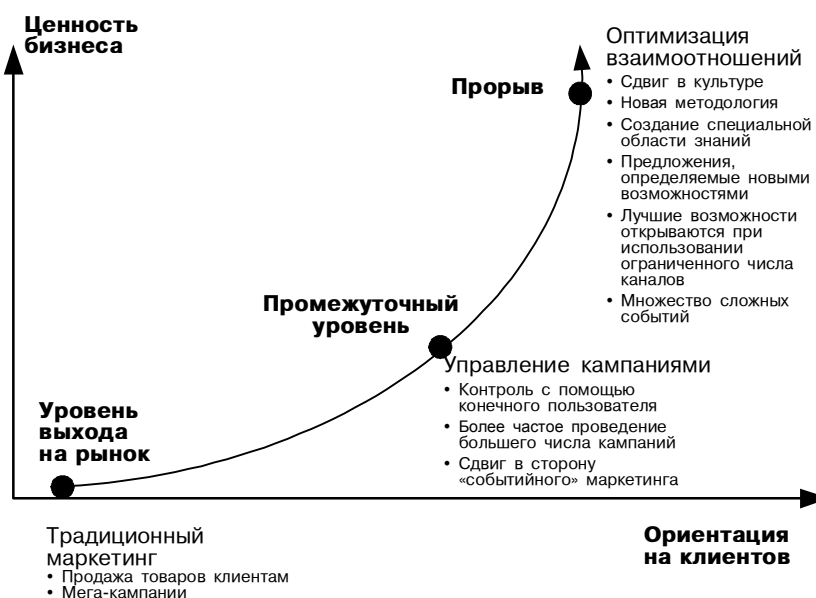 Ценность
бизнеса
Оптимизация
взаимоотношений
• Сдвиг в культуре
• Новая методология
• Создание специальной
области знаний
• Предложения,
определяемые новыми
возможностями
• Лучшие возможности
открываются при
использовании
ограниченного числа
каналов
• Множество сложных
событий
Прорыв
Промежуточный
уровень
Управление кампаниями
• Контроль с помощью
конечного пользователя
• Более частое проведение
большего числа кампаний
• Сдвиг в сторону
«событийного» маркетинга
Уровень
выхода
на рынок
Традиционный
маркетинг
• Продажа товаров клиентам
• Мега-кампании
Ориентация
на клиентов